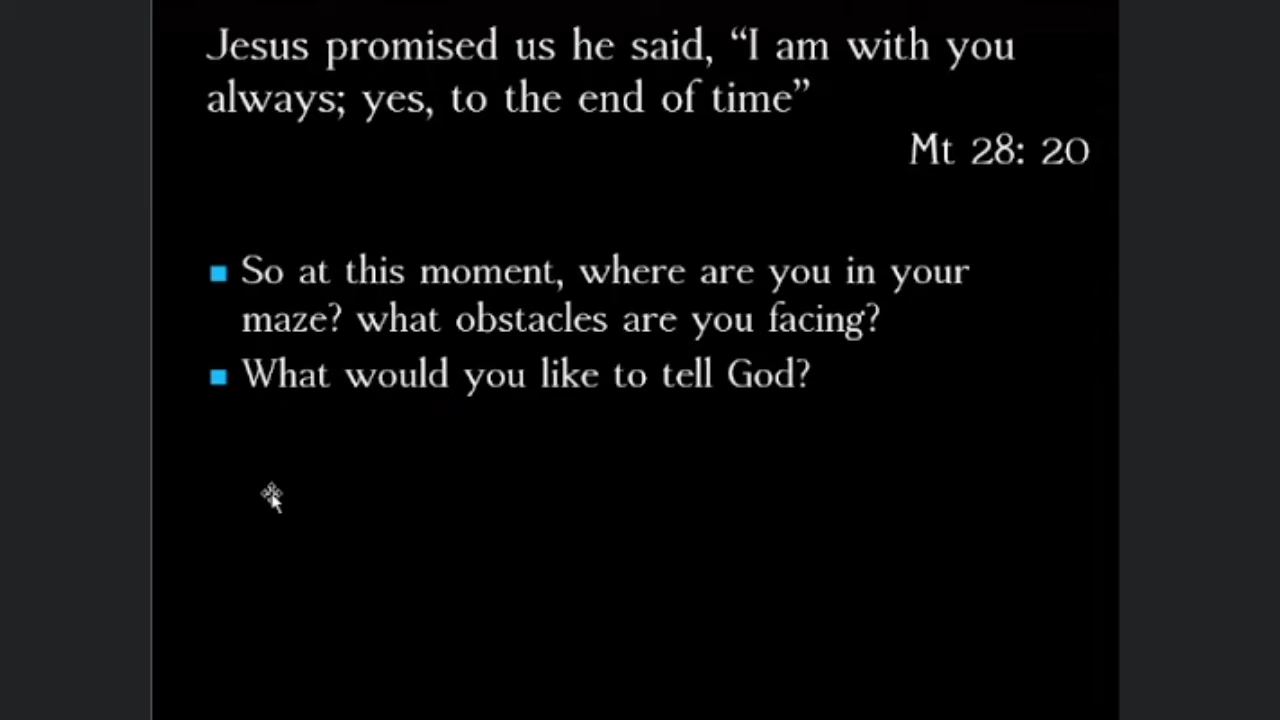 Jesus promised us he said, “I am with you
always; yes, to the end of time”
Mt 28: 20
So at this moment, where are you in your
maze? what obstacles are you facing?
What would you like to tell God?